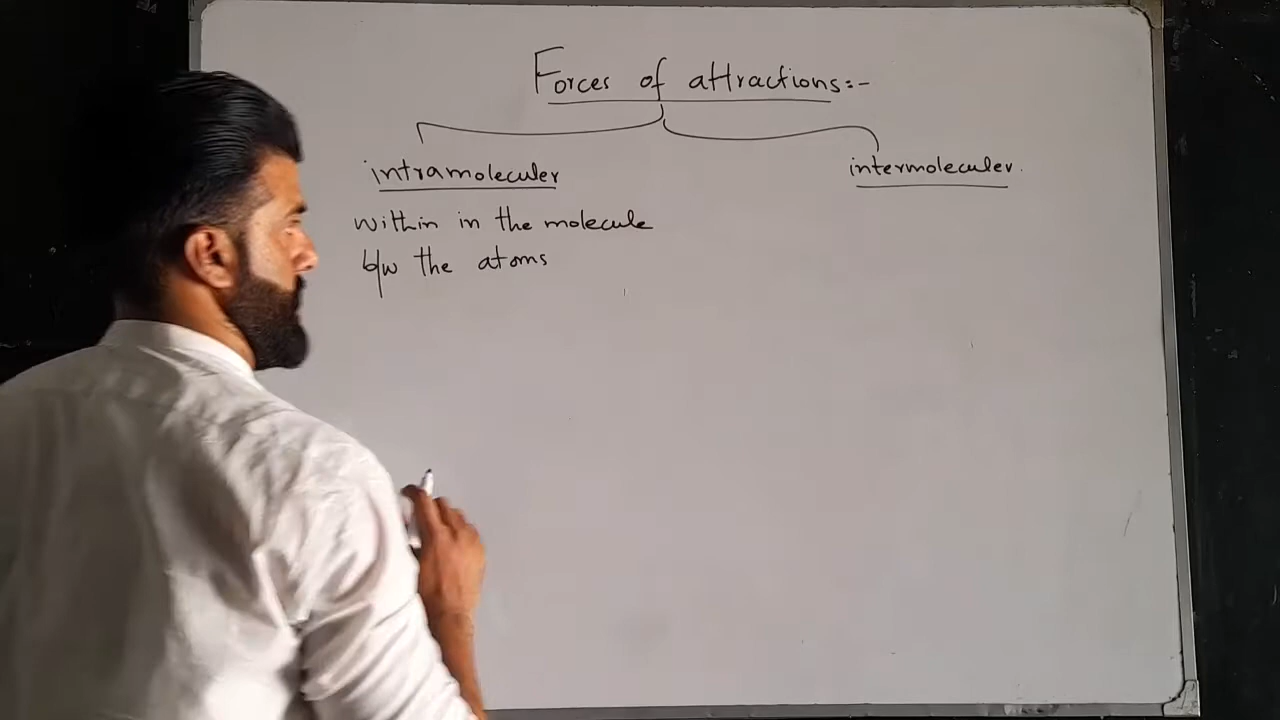 Forces of attractions:-
intramoleculer
intermoleculer.
within in the molecule
b/w the atoms